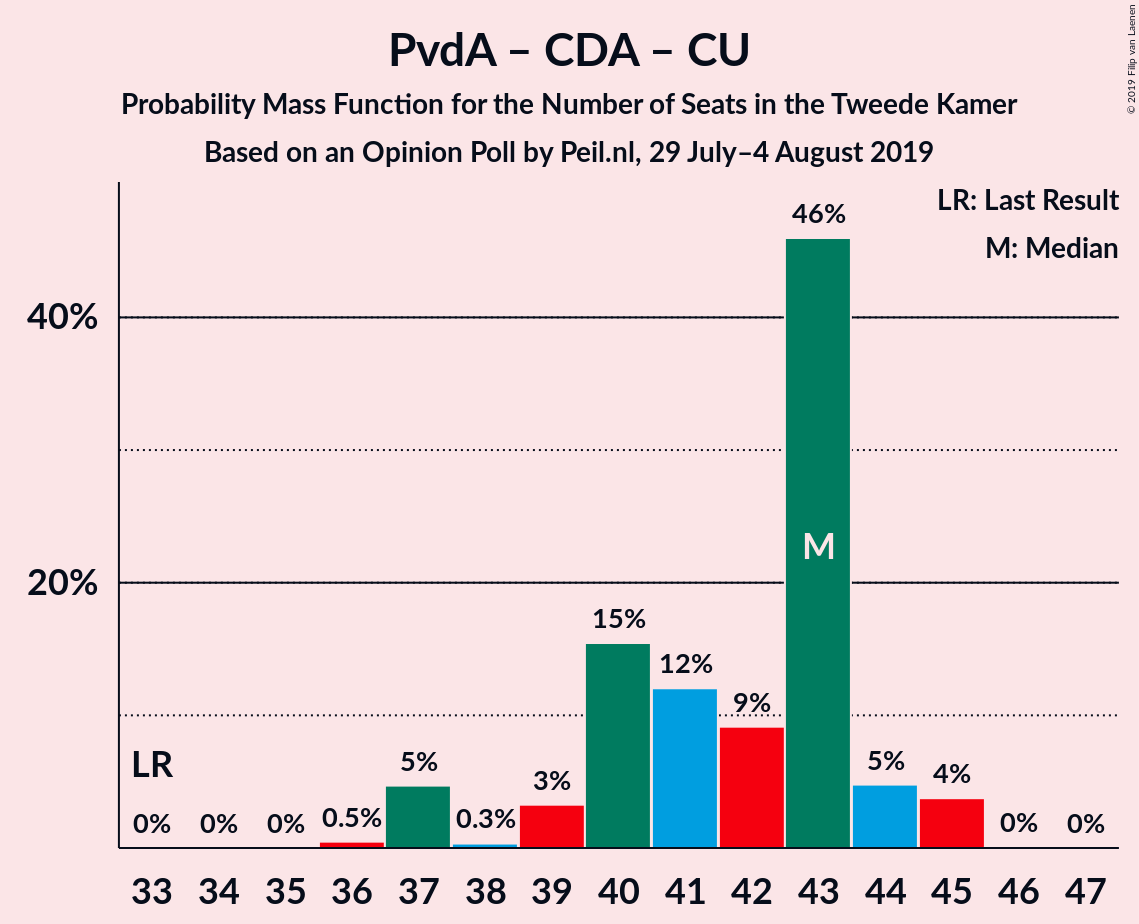 PvdA – CDA – CU
Probability Mass Function for the Number of Seats in the Tweede Kamer
Based on an Opinion Poll by Peil.nl, 29 July–4 August 2019
© 2019 Filip van Laenen
LR: Last Result
M: Median
40%
20%
LR
0%
0%
0%
0.5%
5%
0.3%
3%
15%
12%
9%
46%
M
5%
4%
0%
0%
33 34 35 36 37 38 39 40 41 42 43 44 45 46 47